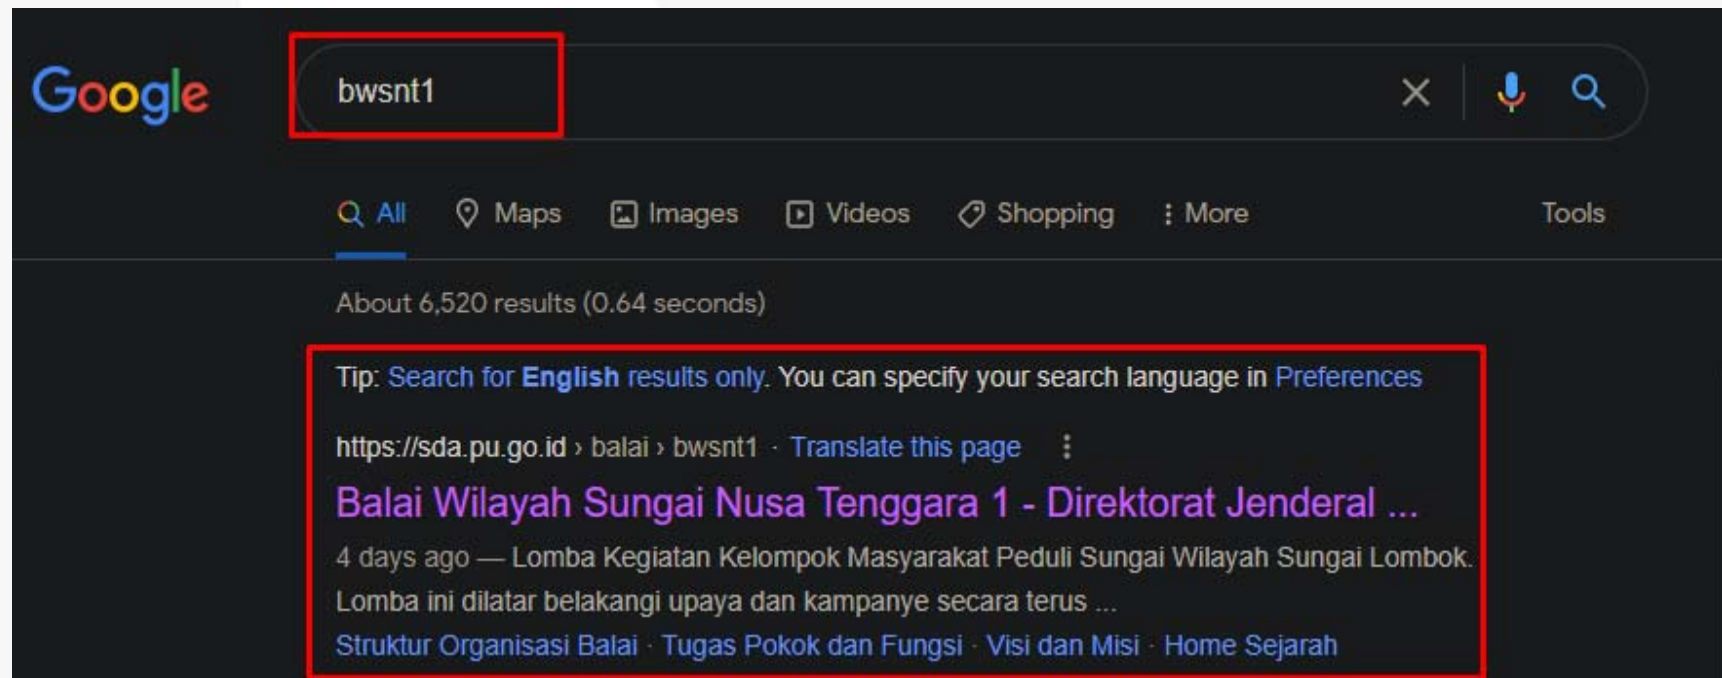 Google
bwsnt1
All Maps Images Videos Shopping More Tools
About 6,520 results (0.64 seconds)
Tip: Search for English results only. You can specify your search language in Preferences
https://sda.pu.go.id › balai › bwsnt1 · Translate this page
Balai Wilayah Sungai Nusa Tenggara 1 - Direktorat Jenderal ...
4 days ago — Lomba Kegiatan Kelompok Masyarakat Peduli Sungai Wilayah Sungai Lombok.
Lomba ini dilatar belakangi upaya dan kampanye secara terus ...
Struktur Organisasi Balai · Tugas Pokok dan Fungsi · Visi dan Misi · Home Sejarah